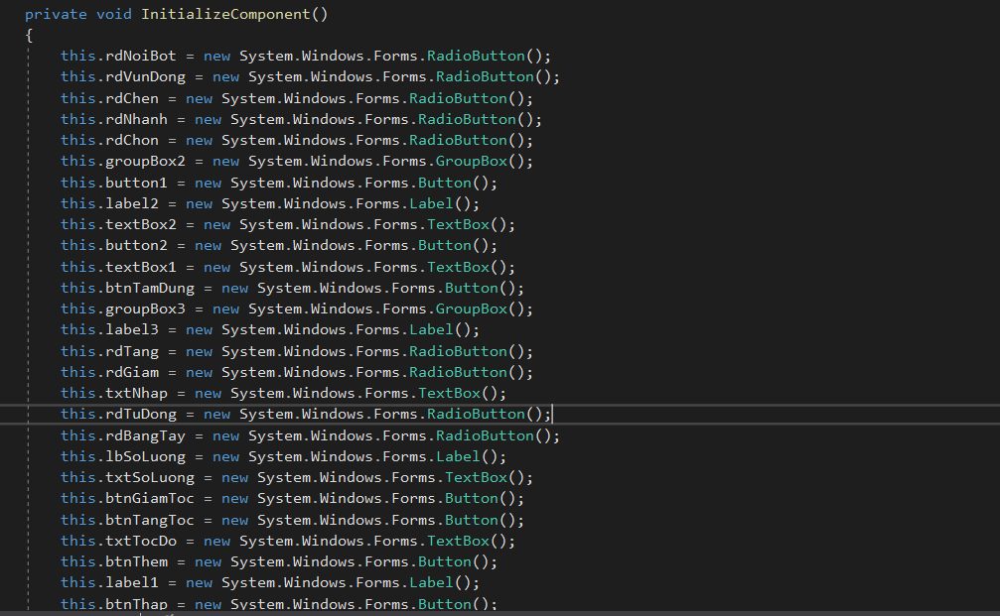 private void InitializeComponent()
{
this.rdNoiBot = new System.Windows.Forms.RadioButton();
this.rdVunDong = new System.Windows.Forms.RadioButton();
this.rdChen = new System.Windows.Forms.RadioButton();
this.rdNhanh = new System.Windows.Forms.RadioButton();
this.rdChon = new System.Windows.Forms.RadioButton();
this.groupBox2 = new System.Windows.Forms.GroupBox();
this.button1 = new System.Windows.Forms.Button();
this.label2 = new System.Windows.Forms.Label();
this.textBox2 = new System.Windows.Forms.TextBox();
this.button2 = new System.Windows.Forms.Button();
this.textBox1 = new System.Windows.Forms.TextBox();
this.btnTamDung = new System.Windows.Forms.Button();
this.groupBox3 = new System.Windows.Forms.GroupBox();
this.label3 = new System.Windows.Forms.Label();
this.rdTang = new System.Windows.Forms.RadioButton();
this.rdGiam = new System.Windows.Forms.RadioButton();
this.txtNhap = new System.Windows.Forms.TextBox();
this.rdTuDong = new System.Windows.Forms.RadioButton();
this.rdBangTay = new System.Windows.Forms.RadioButton();
this.lbSoLuong = new System.Windows.Forms.Label();
this.txtSoLuong = new System.Windows.Forms.TextBox();
this.btnGiamToc = new System.Windows.Forms.Button();
this.btnTangToc = new System.Windows.Forms.Button();
this.txtTocDo = new System.Windows.Forms.TextBox();
this.btnThem = new System.Windows.Forms.Button();
this.label1 = new System.Windows.Forms.Label();
this.btnThap = new System.Windows.Forms.Button();